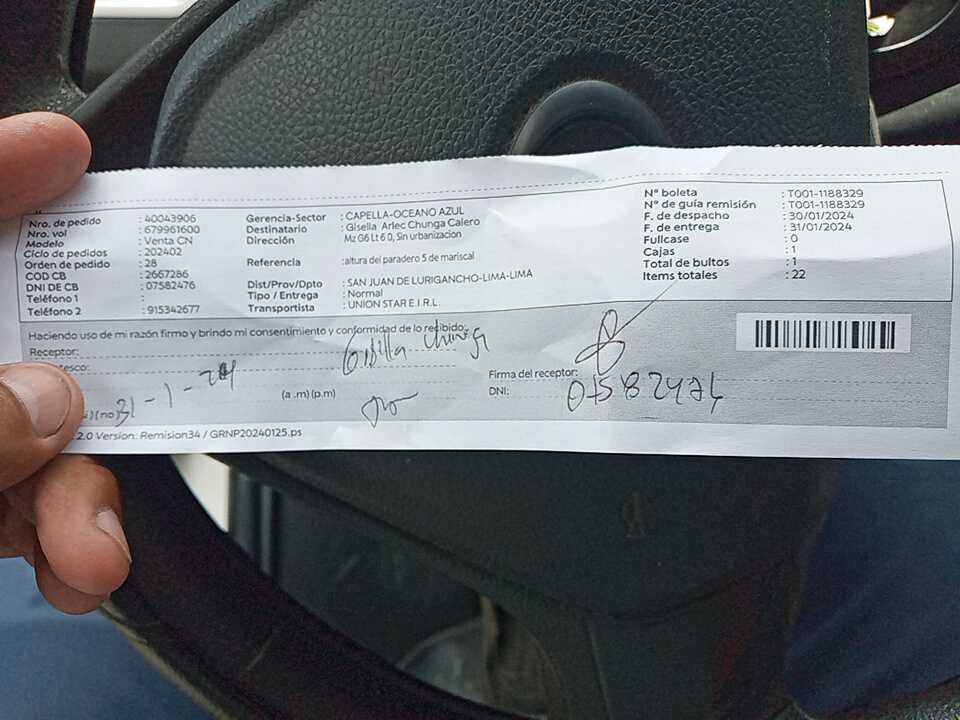 Nro. de pedido : 40043906
Nro. vol : 679961600
Modelo : Venta CN
Ciclo de pedidos : 202402
Orden de pedido : 28
COD CB : 2667286
DNI DE CB : 07582476
Teléfono 1 :
Teléfono 2 : 915342677
Gerencia-Sector : CAPELLA-OCEANO AZUL
Destinatario : Gisella Arlec Chunga Calero
Dirección Mz G6 Lt 6 0, Sin urbanizacion
Referencia :altura del paradero 5 de mariscal
Dist/Prov/Dpto : SAN JUAN DE LURIGANCHO-LIMA-LIMA
Tipo / Entrega : Normal
Transportista : UNION STAR E.I.R.L.
N° boleta : T001-1188329
N° de guía remisión : T001-1188329
F. de despacho : 30/01/2024
F. de entrega : 31/01/2024
Fullcase : 0
Cajas : 1
Total de bultos : 1
Items totales : 22
Haciendo uso de mi razón firmo y brindo mi consentimiento y conformidad de lo recibido:
Receptor: Gisella Chunga
tesco:
(no) 31-1-24 (a .m) (p.m)
Firma del receptor:
DNI: 07582474
2.0 Version: Remision34 / GRNP20240125.ps